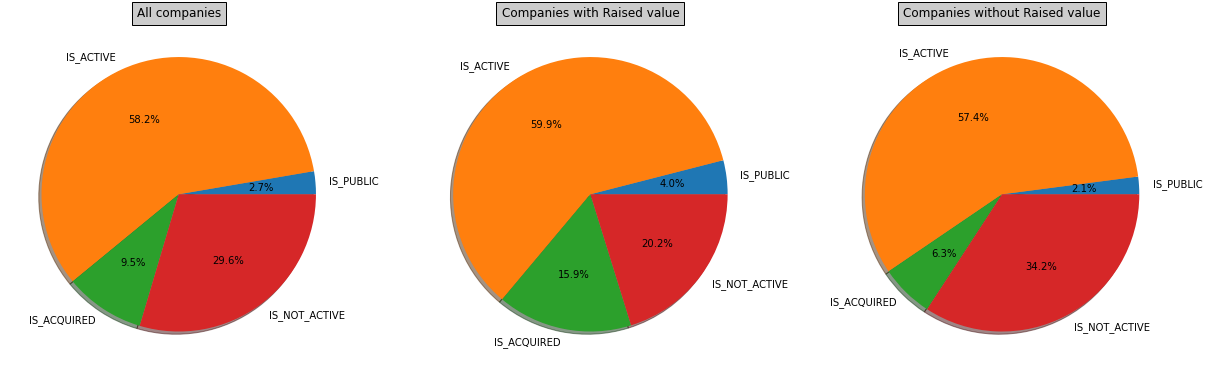 All companies
IS_ACTIVE
58.2%
2.7%
IS_PUBLIC
9.5%
29.6%
IS_ACQUIRED
IS_NOT_ACTIVE
Companies with Raised value
IS_ACTIVE
59.9%
4.0%
IS_PUBLIC
20.2%
15.9%
IS_NOT_ACTIVE
IS_ACQUIRED
Companies without Raised value
IS_ACTIVE
57.4%
2.1%
IS_PUBLIC
6.3%
34.2%
IS_ACQUIRED
IS_NOT_ACTIVE